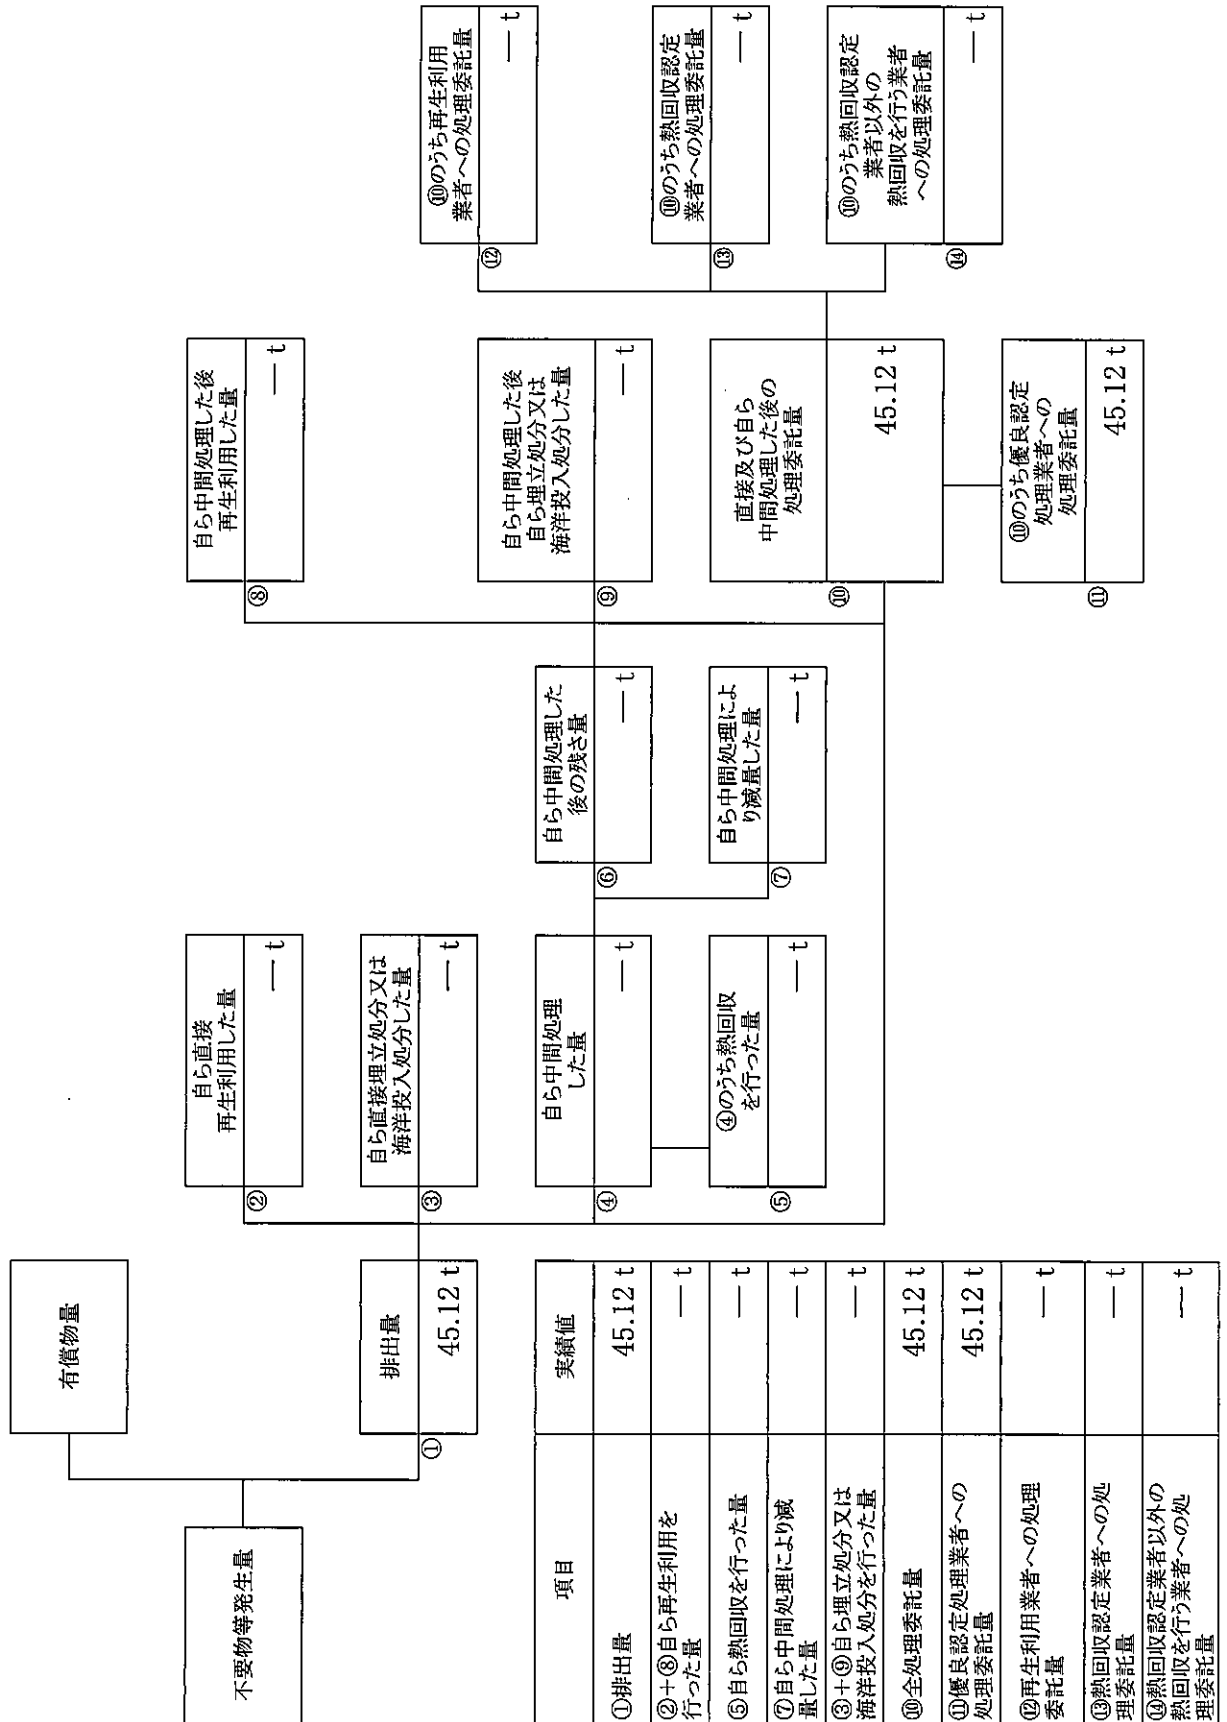 不要物等発生量
有償物量
①
排出量
45.12 t
②
自ら直接
再生利用した量
― t
③
自ら直接埋立処分又は
海洋投入処分した量
― t
④
自ら中間処理
した量
― t
⑤
④のうち熱回収
を行った量
― t
⑥
自ら中間処理した
後の残さ量
― t
⑦
自ら中間処理によ
り減量した量
― t
⑧
自ら中間処理した後
再生利用した量
― t
⑨
自ら中間処理した後
自ら埋立処分又は
海洋投入処分した量
― t
⑩
直接及び自ら
中間処理した後の
処理委託量
45.12 t
⑪
⑩のうち優良認定
処理業者への
処理委託量
45.12 t
⑫
⑩のうち再生利用
業者への処理委託量
― t
⑬
⑩のうち熱回収認定
業者への処理委託量
― t
⑭
⑩のうち熱回収認定
業者以外の
熱回収を行う業者
への処理委託量
― t
項目 実績値
①排出量 45.12 t
②+⑧自ら再生利用を
行った量 ― t
⑤自ら熱回収を行った量 ― t
⑦自ら中間処理により減
量した量 ― t
③+⑨自ら埋立処分又は
海洋投入処分を行った量 ― t
⑩全処理委託量 45.12 t
⑪優良認定処理業者への
処理委託量 45.12 t
⑫再生利用業者への処理
委託量 ― t
⑬熱回収認定業者への処
理委託量 ― t
⑭熱回収認定業者以外の
熱回収を行う業者への処
理委託量 ― t